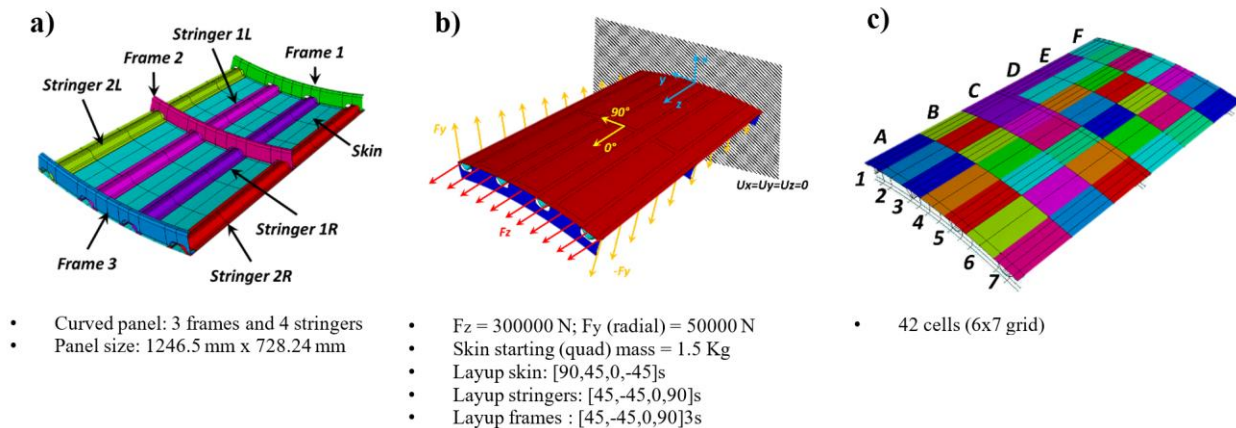 a)
Stringer 1L
Frame 2
Frame 1
Stringer 2L
Skin
Stringer 1R
Frame 3
Stringer 2R
• Curved panel: 3 frames and 4 stringers
• Panel size: 1246.5 mm x 728.24 mm
b)
Fy
90°
0°
y
z
Ux=Uy=Uz=0
Fz
-Fy
• Fz = 300000 N; Fy (radial) = 50000 N
• Skin starting (quad) mass = 1.5 Kg
• Layup skin: [90,45,0,-45]s
• Layup stringers: [45,-45,0,90]s
• Layup frames : [45,-45,0,90]3s
c)
F
E
D
C
B
A
1
2
3
4
5
6
7
• 42 cells (6x7 grid)